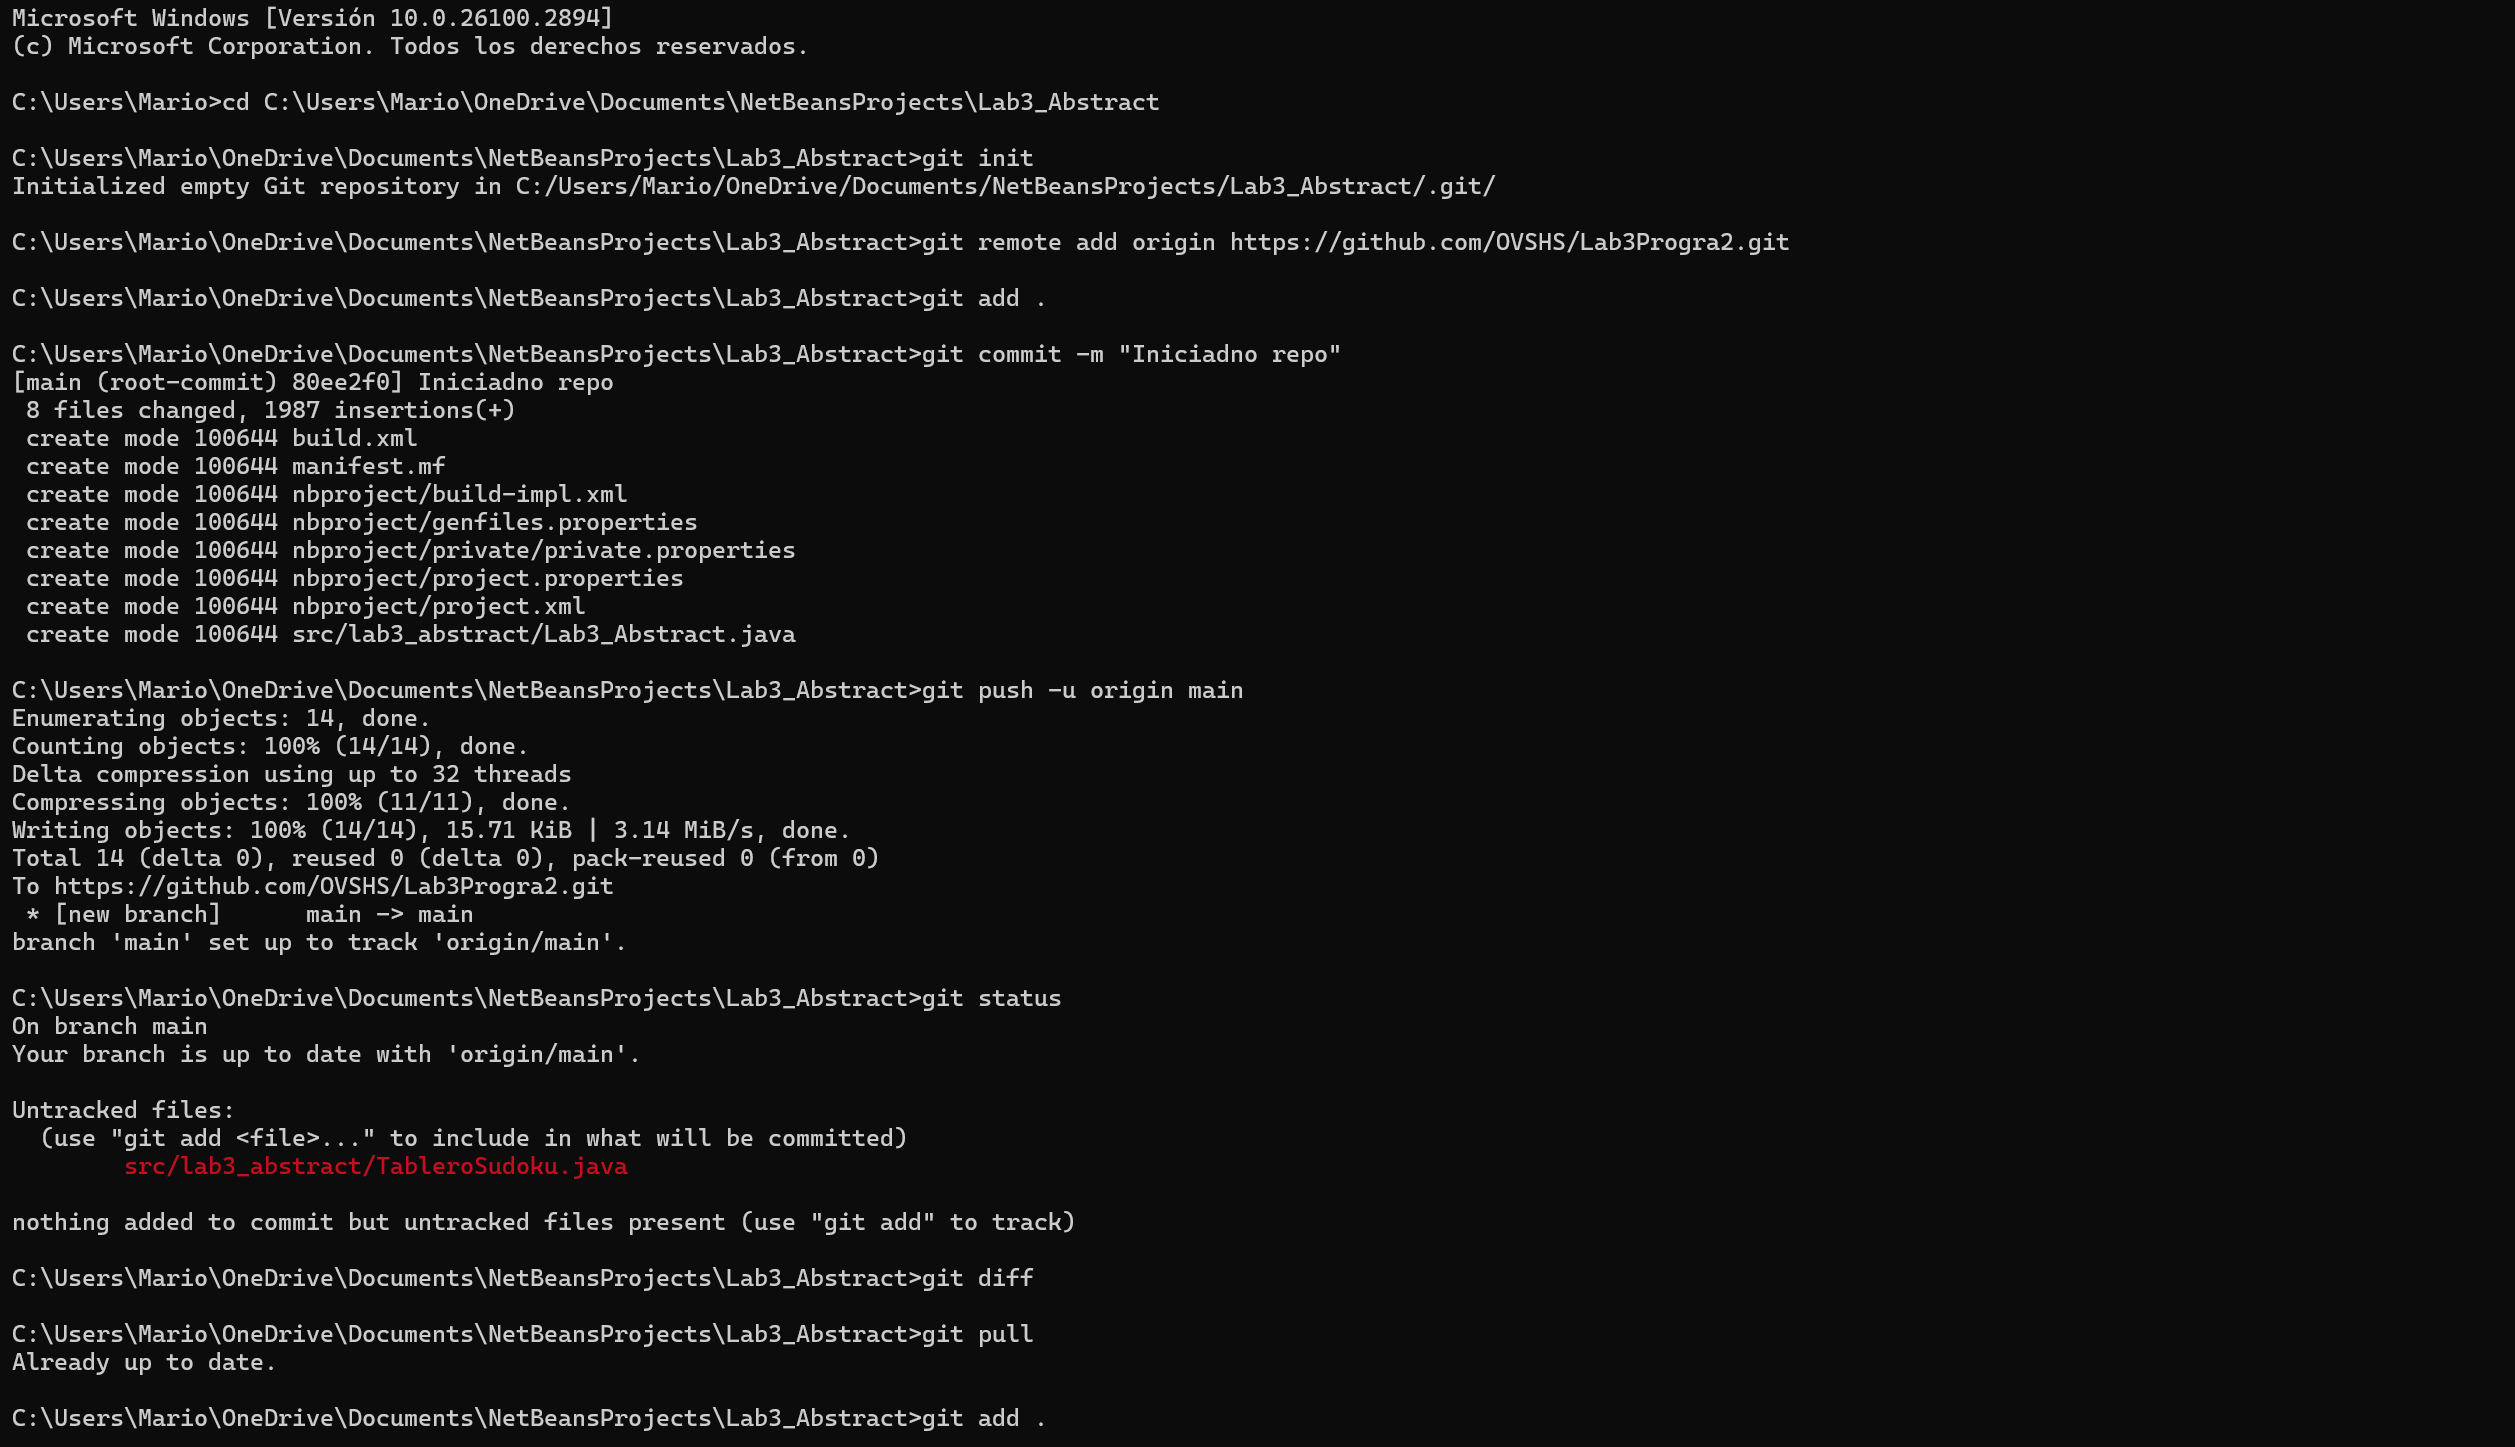 Microsoft Windows [Versión 10.0.26100.2894]
(c) Microsoft Corporation. Todos los derechos reservados.

C:\Users\Mario>cd C:\Users\Mario\OneDrive\Documents\NetBeansProjects\Lab3_Abstract

C:\Users\Mario\OneDrive\Documents\NetBeansProjects\Lab3_Abstract>git init
Initialized empty Git repository in C:/Users/Mario/OneDrive/Documents/NetBeansProjects/Lab3_Abstract/.git/

C:\Users\Mario\OneDrive\Documents\NetBeansProjects\Lab3_Abstract>git remote add origin https://github.com/OVSHS/Lab3Progra2.git

C:\Users\Mario\OneDrive\Documents\NetBeansProjects\Lab3_Abstract>git add .

C:\Users\Mario\OneDrive\Documents\NetBeansProjects\Lab3_Abstract>git commit -m "Iniciadno repo"
[main (root-commit) 80ee2f0] Iniciadno repo
 8 files changed, 1987 insertions(+)
 create mode 100644 build.xml
 create mode 100644 manifest.mf
 create mode 100644 nbproject/build-impl.xml
 create mode 100644 nbproject/genfiles.properties
 create mode 100644 nbproject/private/private.properties
 create mode 100644 nbproject/project.properties
 create mode 100644 nbproject/project.xml
 create mode 100644 src/lab3_abstract/Lab3_Abstract.java

C:\Users\Mario\OneDrive\Documents\NetBeansProjects\Lab3_Abstract>git push -u origin main
Enumerating objects: 14, done.
Counting objects: 100% (14/14), done.
Delta compression using up to 32 threads
Compressing objects: 100% (11/11), done.
Writing objects: 100% (14/14), 15.71 KiB | 3.14 MiB/s, done.
Total 14 (delta 0), reused 0 (delta 0), pack-reused 0 (from 0)
To https://github.com/OVSHS/Lab3Progra2.git
 * [new branch]      main -> main
branch 'main' set up to track 'origin/main'.

C:\Users\Mario\OneDrive\Documents\NetBeansProjects\Lab3_Abstract>git status
On branch main
Your branch is up to date with 'origin/main'.

Untracked files:
  (use "git add <file>..." to include in what will be committed)
        src/lab3_abstract/TableroSudoku.java

nothing added to commit but untracked files present (use "git add" to track)

C:\Users\Mario\OneDrive\Documents\NetBeansProjects\Lab3_Abstract>git diff

C:\Users\Mario\OneDrive\Documents\NetBeansProjects\Lab3_Abstract>git pull
Already up to date.

C:\Users\Mario\OneDrive\Documents\NetBeansProjects\Lab3_Abstract>git add .